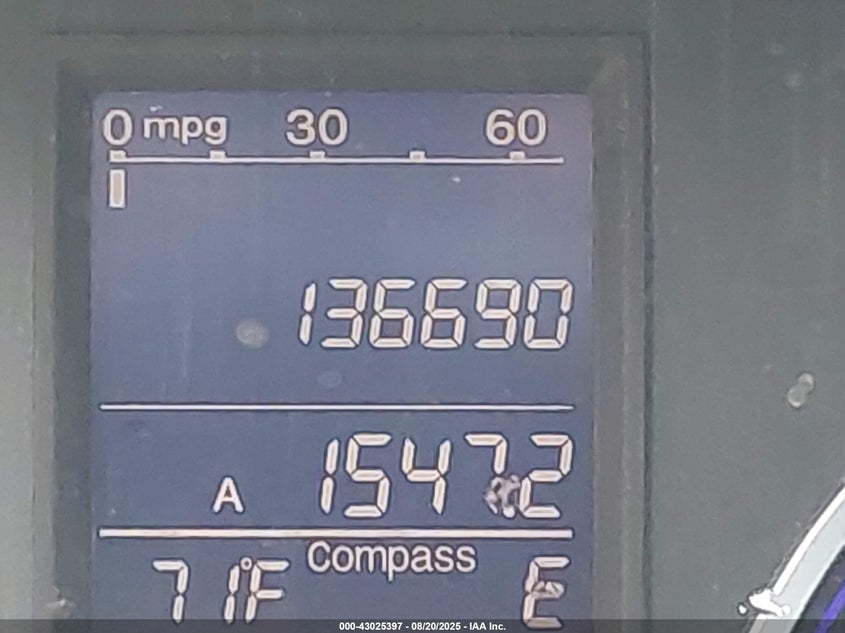 0 mpg 30 60
136690
A 1547.2
71°F Compass E
000-43025397 - 08/20/2025 - IAA Inc.